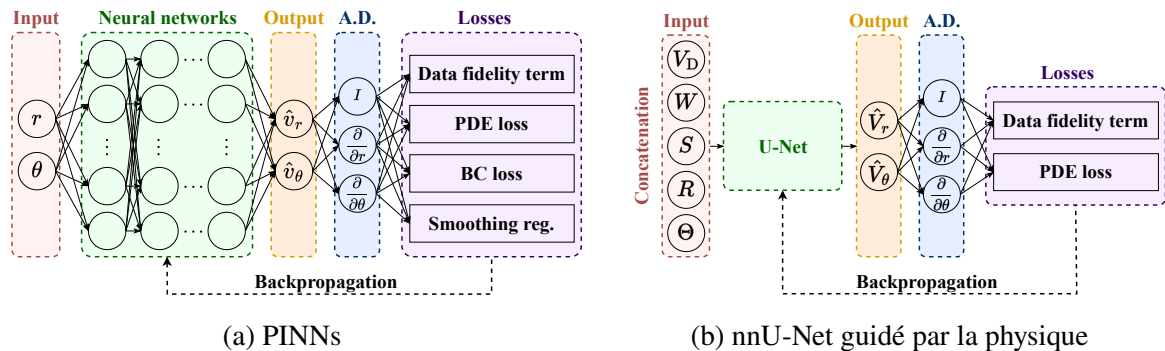 Input Neural networks Output A.D. Losses
r
θ
... ...
... ...
⋮ ⋮ ⋮
... ...
... ...
v̂_r
v̂_θ
I
∂/∂r
∂/∂θ
Data fidelity term
PDE loss
BC loss
Smoothing reg.
Backpropagation
(a) PINNs
Input Output A.D. Losses
Concatenation
V_D
W
S
R
Θ
U-Net
V̂_r
V̂_θ
I
∂/∂r
∂/∂θ
Data fidelity term
PDE loss
Backpropagation
(b) nnU-Net guidé par la physique